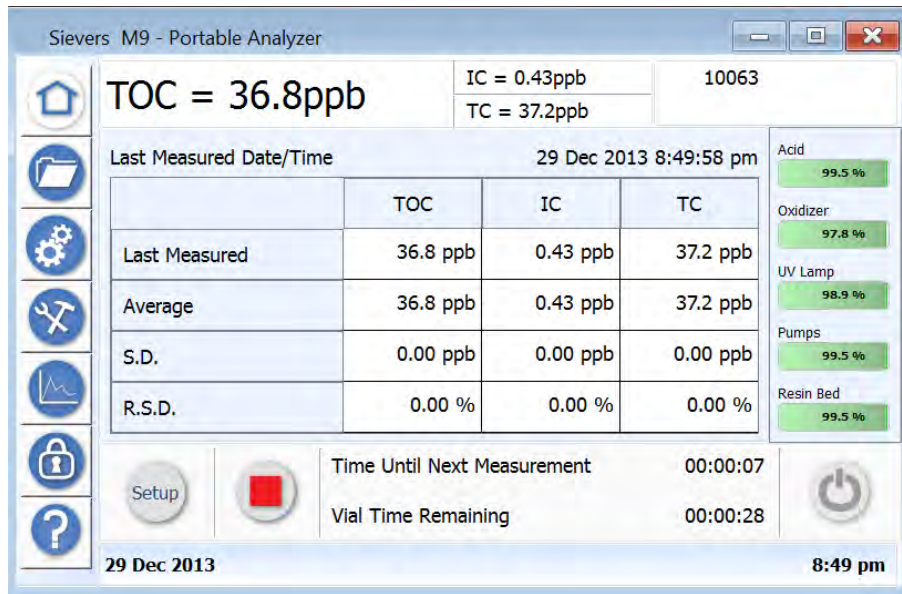 Sievers M9 - Portable Analyzer
TOC = 36.8ppb
IC = 0.43ppb
TC = 37.2ppb
10063
Last Measured Date/Time 29 Dec 2013 8:49:58 pm
TOC IC TC
Last Measured 36.8 ppb 0.43 ppb 37.2 ppb
Average 36.8 ppb 0.43 ppb 37.2 ppb
S.D. 0.00 ppb 0.00 ppb 0.00 ppb
R.S.D. 0.00 % 0.00 % 0.00 %
Acid
99.5 %
Oxidizer
97.8 %
UV Lamp
98.9 %
Pumps
99.5 %
Resin Bed
99.5 %
Setup
Time Until Next Measurement 00:00:07
Vial Time Remaining 00:00:28
29 Dec 2013 8:49 pm